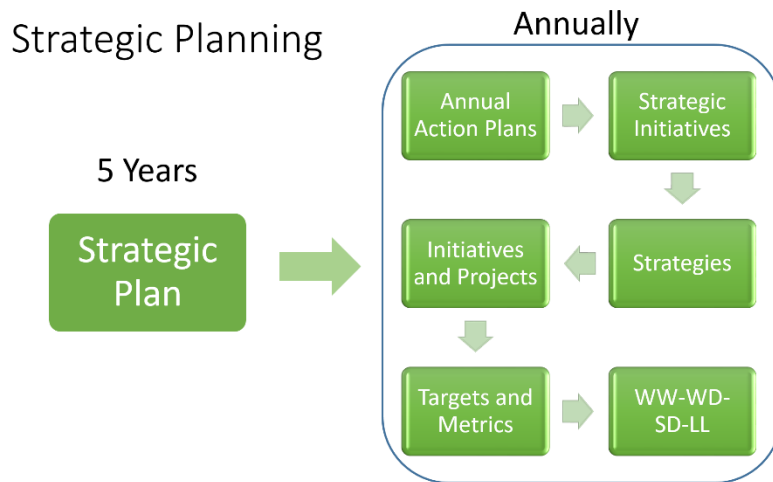 Strategic Planning
Annually
5 Years
Strategic
Plan
Annual
Action Plans
Strategic
Initiatives
Strategies
Initiatives
and Projects
Targets and
Metrics
WW-WD-
SD-LL